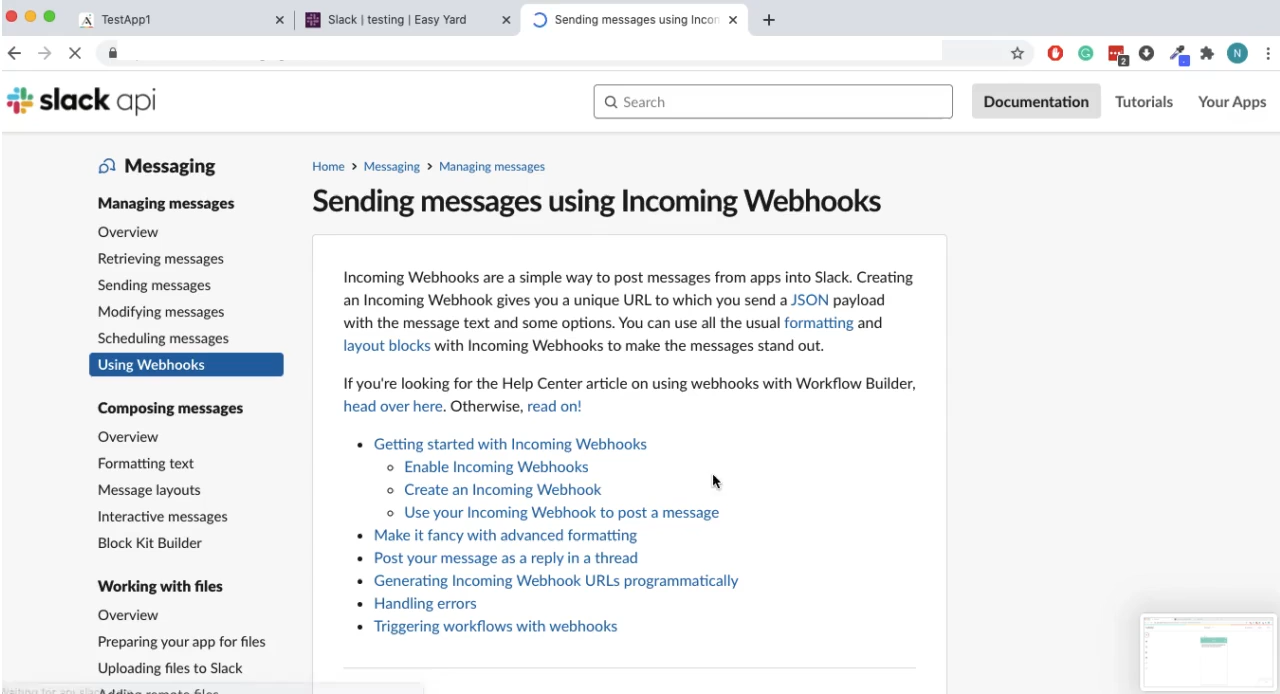 TestApp1
Slack | testing | Easy Yard
Sending messages using Incon
2
N
slack api
Search
Documentation
Tutorials
Your Apps
Messaging
Managing messages
Overview
Retrieving messages
Sending messages
Modifying messages
Scheduling messages
Using Webhooks
Composing messages
Overview
Formatting text
Message layouts
Interactive messages
Block Kit Builder
Working with files
Overview
Preparing your app for files
Uploading files to Slack
Adding remote files
Home > Messaging > Managing messages
Sending messages using Incoming Webhooks
Incoming Webhooks are a simple way to post messages from apps into Slack. Creating
an Incoming Webhook gives you a unique URL to which you send a JSON payload
with the message text and some options. You can use all the usual formatting and
layout blocks with Incoming Webhooks to make the messages stand out.
If you're looking for the Help Center article on using webhooks with Workflow Builder,
head over here. Otherwise, read on!
Getting started with Incoming Webhooks
Enable Incoming Webhooks
Create an Incoming Webhook
Use your Incoming Webhook to post a message
Make it fancy with advanced formatting
Post your message as a reply in a thread
Generating Incoming Webhook URLs programmatically
Handling errors
Triggering workflows with webhooks